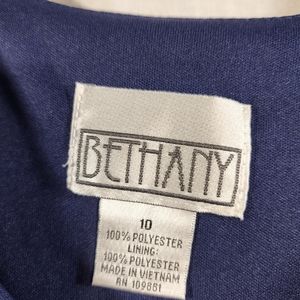 BETHANY
10
100% POLYESTER
LINING:
100% POLYESTER
MADE IN VIETNAM
RN 109861